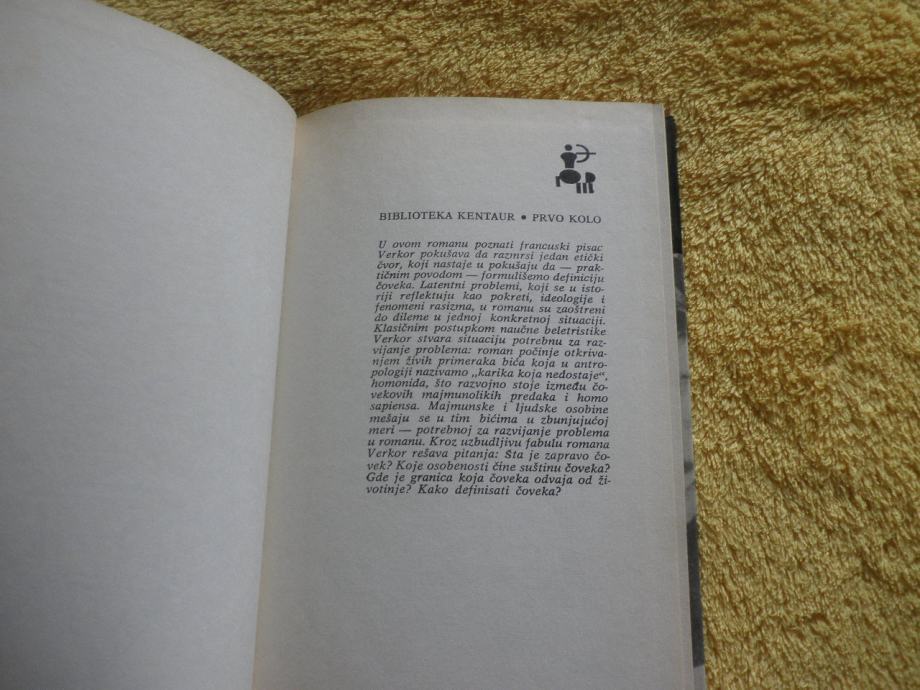 BIBLIOTEKA KENTAUR • PRVO KOLO
U ovom romanu poznati francuski pisac
Verkor pokušava da razmrsi jedan etički
čvor, koji nastaje u pokušaju da — prak-
tičnim povodom — formulišemo definiciju
čoveka. Latentni problemi, koji se u isto-
riji reflektuju kao pokreti, ideologije i
fenomeni rasizma, u romanu su zaoštreni
do dileme u jednoj konkretnoj situaciji.
Klasičnim postupkom naučne beletristike
Verkor stvara situaciju potrebnu za raz-
vijanje problema: roman počinje otkriva-
njem živih primeraka bića koja u antro-
pologiji nazivamo „karika koja nedostaje“,
homonida, što razvojno stoje između čo-
vekovih majmunolikih predaka i homo
sapiensa. Majmunske i ljudske osobine
mešaju se u tim bićima u zbunjujućoj
meri — potrebnoj za razvijanje problema
u romanu. Kroz uzbudljivu fabulu romana
Verkor rešava pitanja: Šta je zapravo čo-
vek? Koje osobenosti čine suštinu čoveka?
Gde je granica koja čoveka odvaja od ži-
votinje? Kako definisati čoveka?